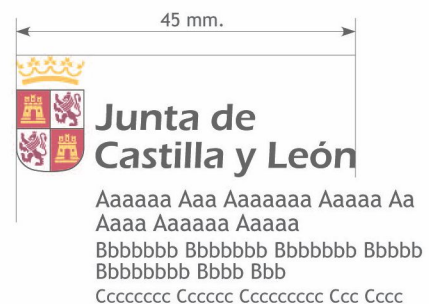 45 mm.
Junta de
Castilla y León
Aaaaaa Aaa Aaaaaaa Aaaaa Aa
Aaaa Aaaaaa Aaaaa
Bbbbbbb Bbbbbbb Bbbbbbb Bbbbb
Bbbbbbbb Bbbb Bbb
Cccccccc Cccccc Ccccccccc Ccc Cccc